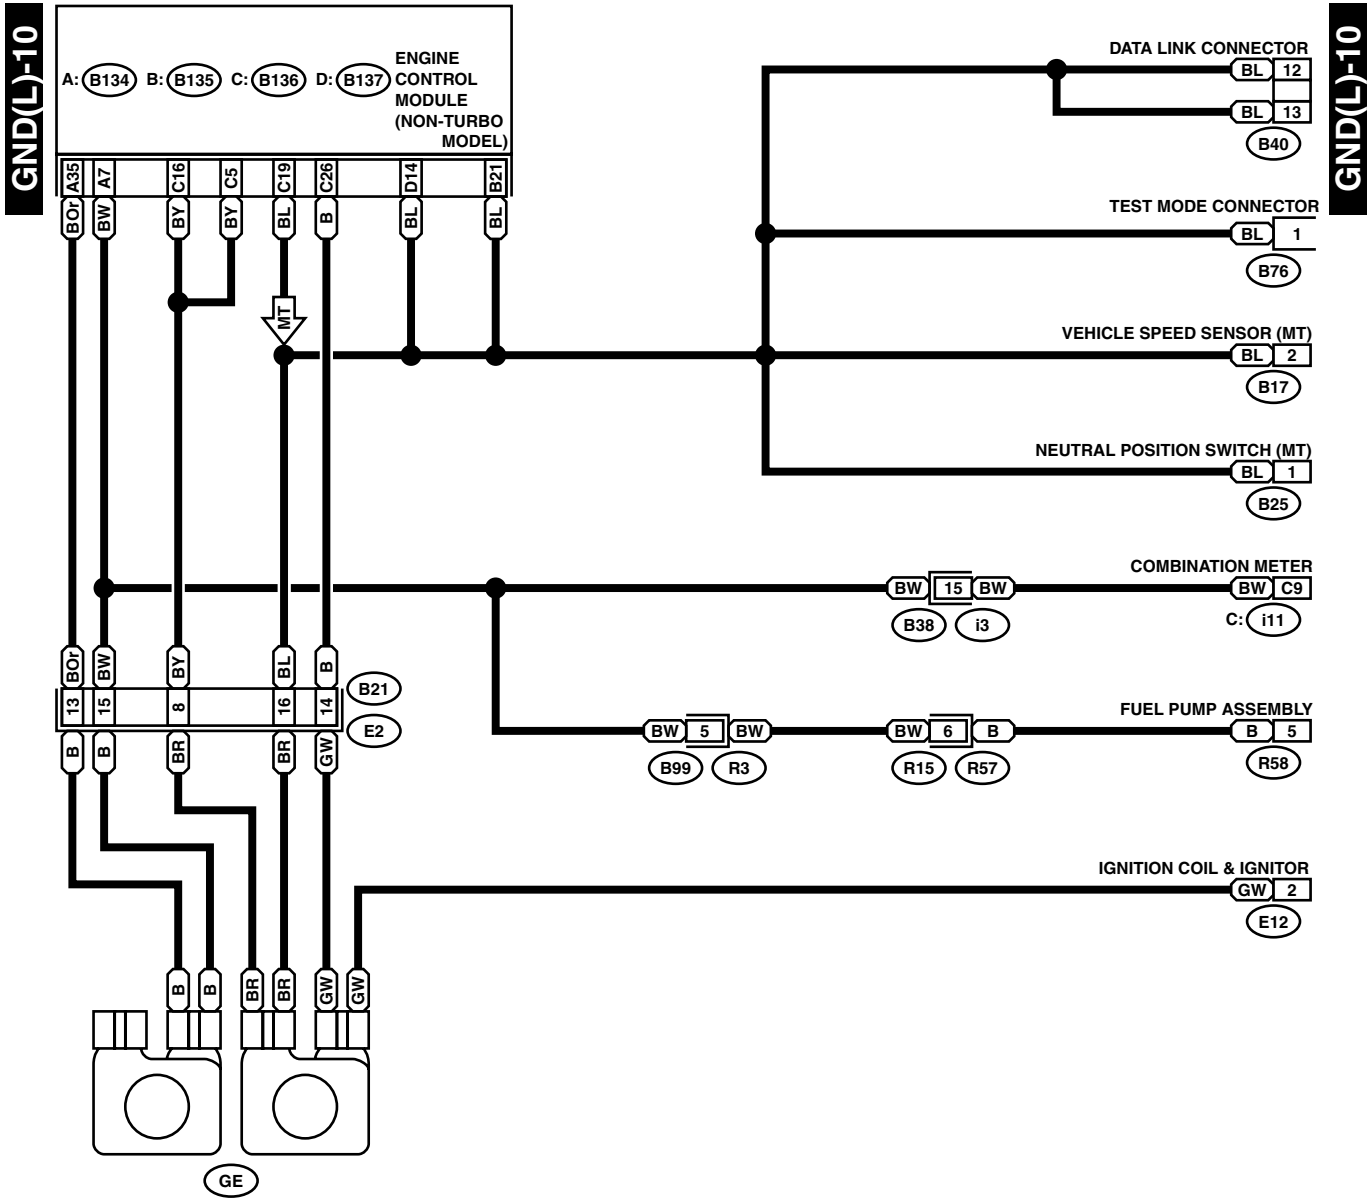 GND(L)-10
GND(L)-10
A: B134 B: B135 C: B136 D: B137
ENGINE
CONTROL
MODULE
(NON-TURBO
MODEL)
A35 A7 C16 C5 C19 C26 D14 B21
BOr BW BY BY BL B BL BL
MT
DATA LINK CONNECTOR
BL 12
BL 13
B40
TEST MODE CONNECTOR
BL 1
B76
VEHICLE SPEED SENSOR (MT)
BL 2
B17
NEUTRAL POSITION SWITCH (MT)
BL 1
B25
COMBINATION METER
BW 15 BW BW C9
B38 i3 C: i11
BOr BW BY BL B
13 15 8 16 14
B21
E2
B B BR BR GW
FUEL PUMP ASSEMBLY
BW 5 BW BW 6 B B 5
B99 R3 R15 R57 R58
IGNITION COIL & IGNITOR
GW 2
E12
B B BR BR GW GW
GE